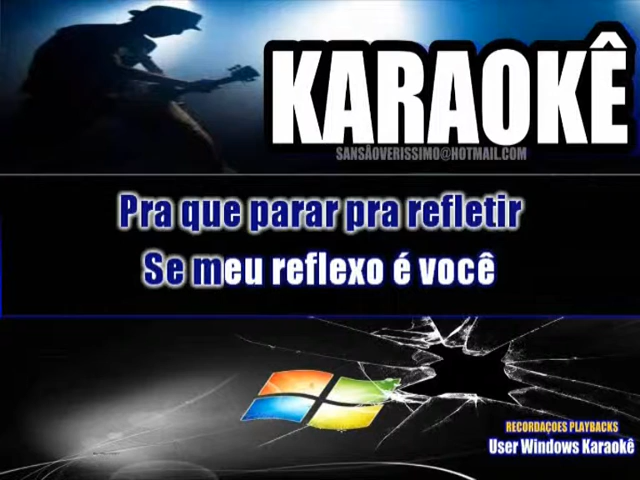 KARAOKÊ
SANSÃOVERISSIMO@HOTMAIL.COM
Pra que parar pra refletir
Se meu reflexo é você
RECORDAÇOES PLAYBACKS
User Windows Karaokê